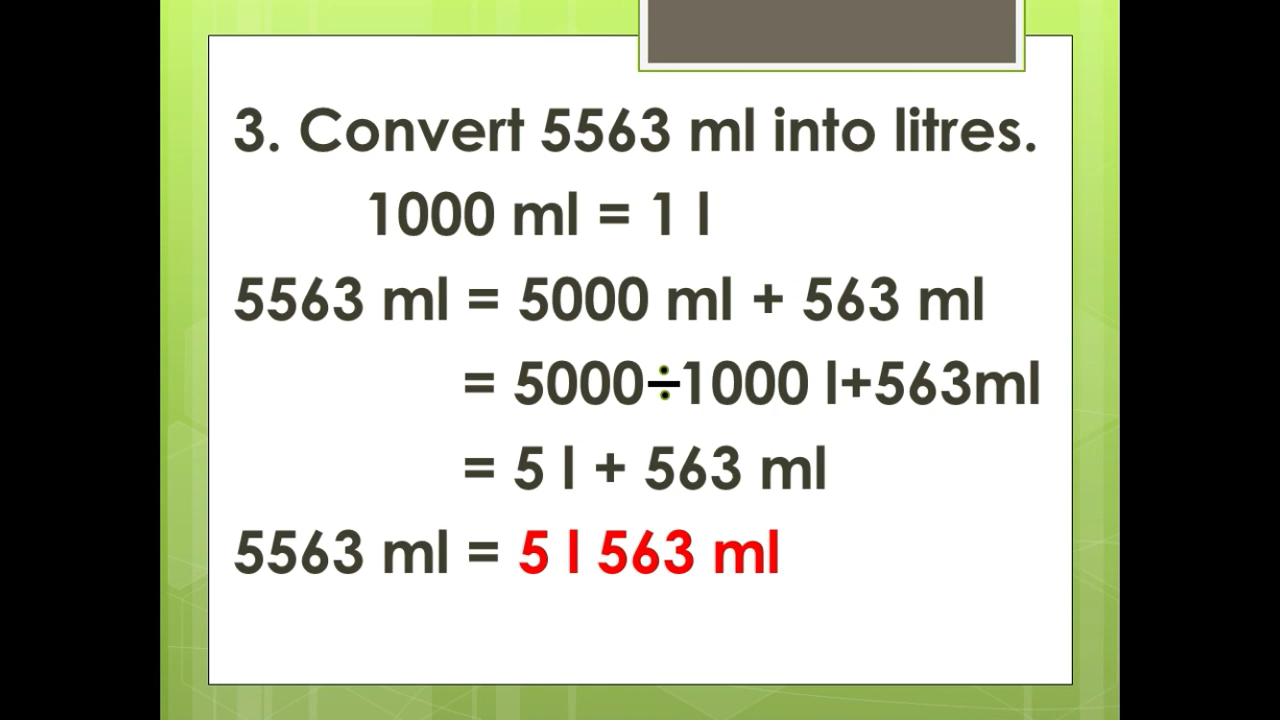 3. Convert 5563 ml into litres.
1000 ml = 1 l
5563 ml = 5000 ml + 563 ml
= 5000÷1000 l+563ml
= 5 l + 563 ml
5563 ml = 5 l 563 ml